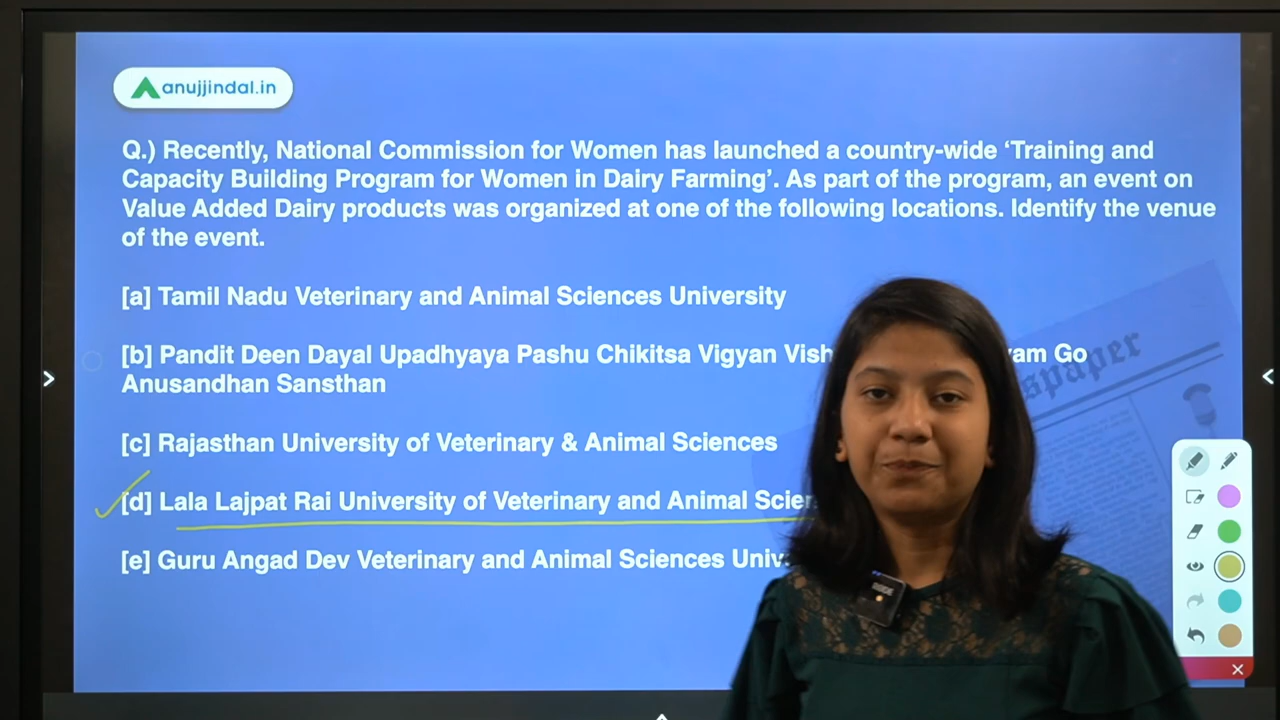 anujjindal.in
Q.) Recently, National Commission for Women has launched a country-wide ‘Training and
Capacity Building Program for Women in Dairy Farming’. As part of the program, an event on
Value Added Dairy products was organized at one of the following locations. Identify the venue
of the event.
[a] Tamil Nadu Veterinary and Animal Sciences University
[b] Pandit Deen Dayal Upadhyaya Pashu Chikitsa Vigyan Go
Anusandhan Sansthan
[c] Rajasthan University of Veterinary & Animal Sciences
[d] Lala Lajpat Rai University of Veterinary and Animal
[e] Guru Angad Dev Veterinary and Animal Sciences